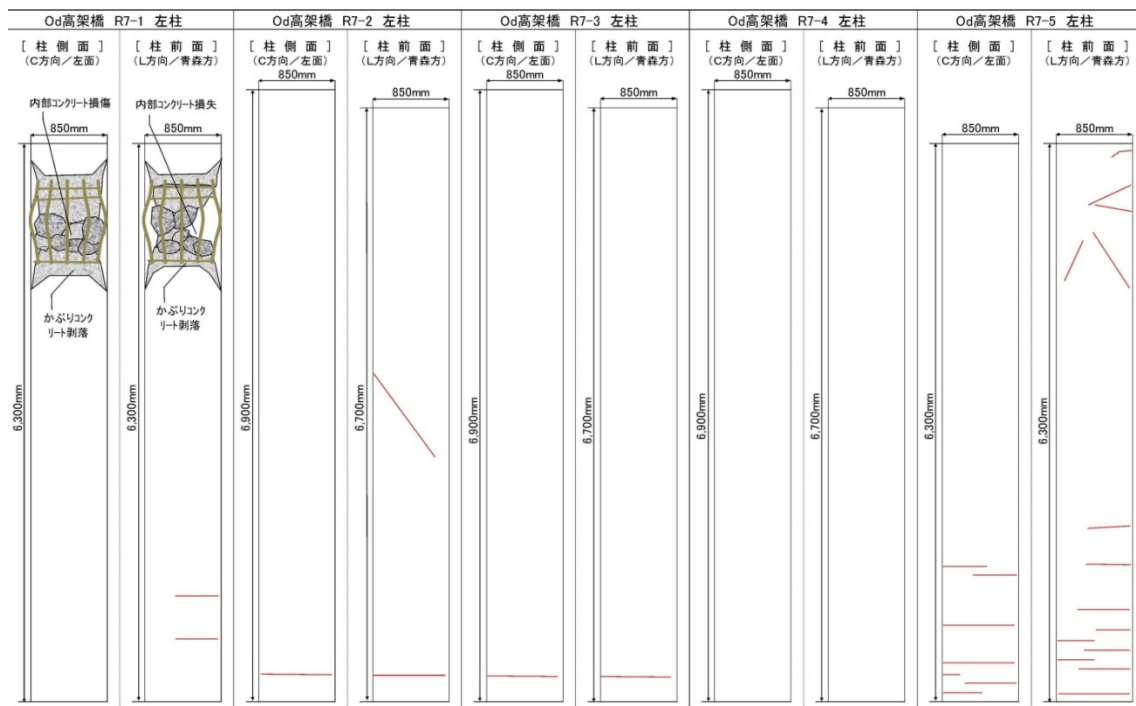 Od高架橋 R7-1 左柱
[ 柱 側 面 ]
(C方向/左面)
[ 柱 前 面 ]
(L方向/青森方)
内部コンクリート損傷
内部コンクリート損失
850mm
850mm
かぶりコンク
リート剥落
かぶりコンク
リート剥落
6,300mm
6,300mm
Od高架橋 R7-2 左柱
[ 柱 側 面 ]
(C方向/左面)
[ 柱 前 面 ]
(L方向/青森方)
850mm
850mm
6,900mm
6,700mm
Od高架橋 R7-3 左柱
[ 柱 側 面 ]
(C方向/左面)
[ 柱 前 面 ]
(L方向/青森方)
850mm
850mm
6,900mm
6,700mm
Od高架橋 R7-4 左柱
[ 柱 側 面 ]
(C方向/左面)
[ 柱 前 面 ]
(L方向/青森方)
850mm
850mm
6,900mm
6,700mm
Od高架橋 R7-5 左柱
[ 柱 側 面 ]
(C方向/左面)
[ 柱 前 面 ]
(L方向/青森方)
850mm
850mm
6,300mm
6,300mm